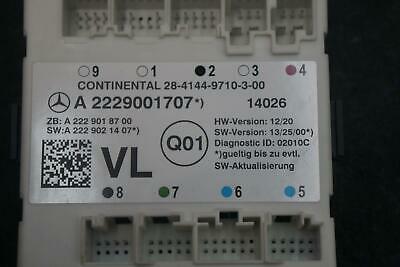 9 1 2 3 4
CONTINENTAL 28-4144-9710-3-00
A 2229001707*) 14026
ZB: A 222 901 87 00 HW-Version: 12/20
SW:A 222 902 14 07*) SW-Version: 13/25/00*)
Diagnostic ID: 02010C
VL Q01 *)gueltig bis zu evtl.
SW-Aktualisierung
8 7 6 5